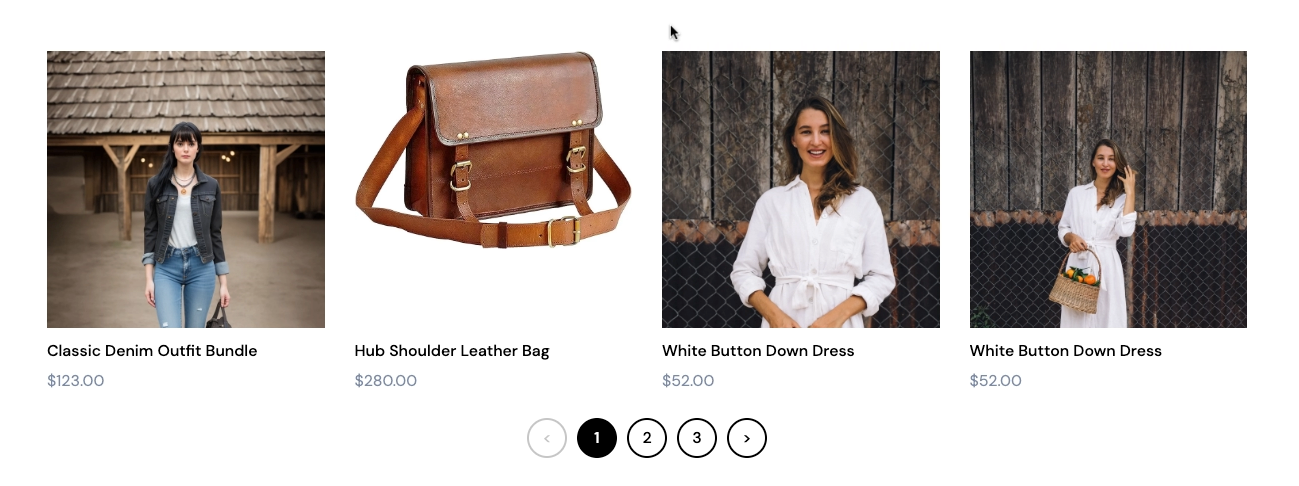 Classic Denim Outfit Bundle
$123.00
Hub Shoulder Leather Bag
$280.00
White Button Down Dress
$52.00
White Button Down Dress
$52.00
< 1 2 3 >